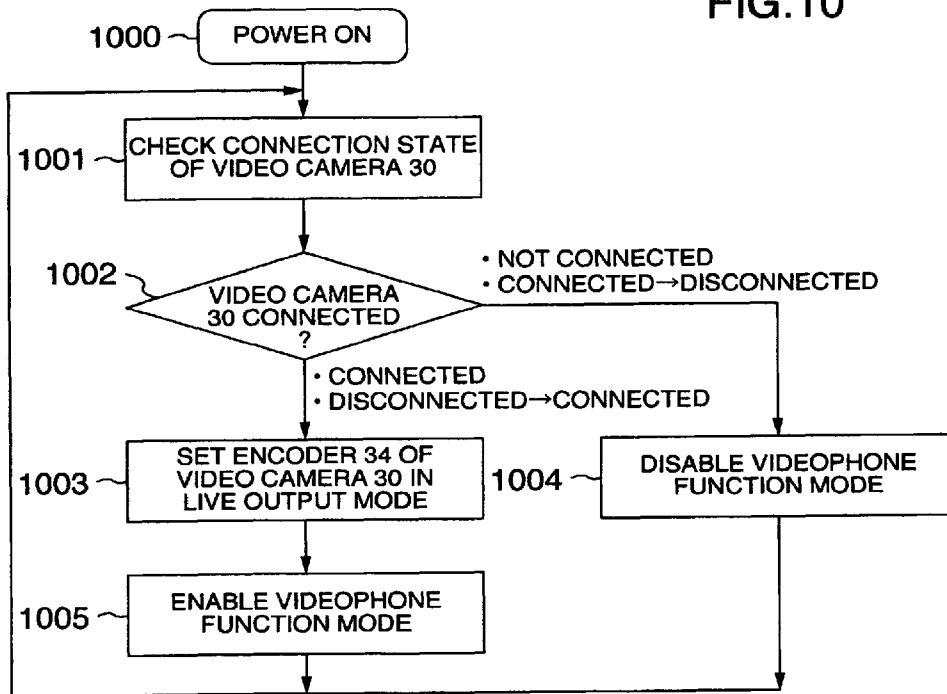 FIG.10
1000
POWER ON
1001
CHECK CONNECTION STATE
OF VIDEO CAMERA 30
1002
VIDEO CAMERA
30 CONNECTED
?
• NOT CONNECTED
• CONNECTED→DISCONNECTED
• CONNECTED
• DISCONNECTED→CONNECTED
1003
SET ENCODER 34 OF
VIDEO CAMERA 30 IN
LIVE OUTPUT MODE
1004
DISABLE VIDEOPHONE
FUNCTION MODE
1005
ENABLE VIDEOPHONE
FUNCTION MODE